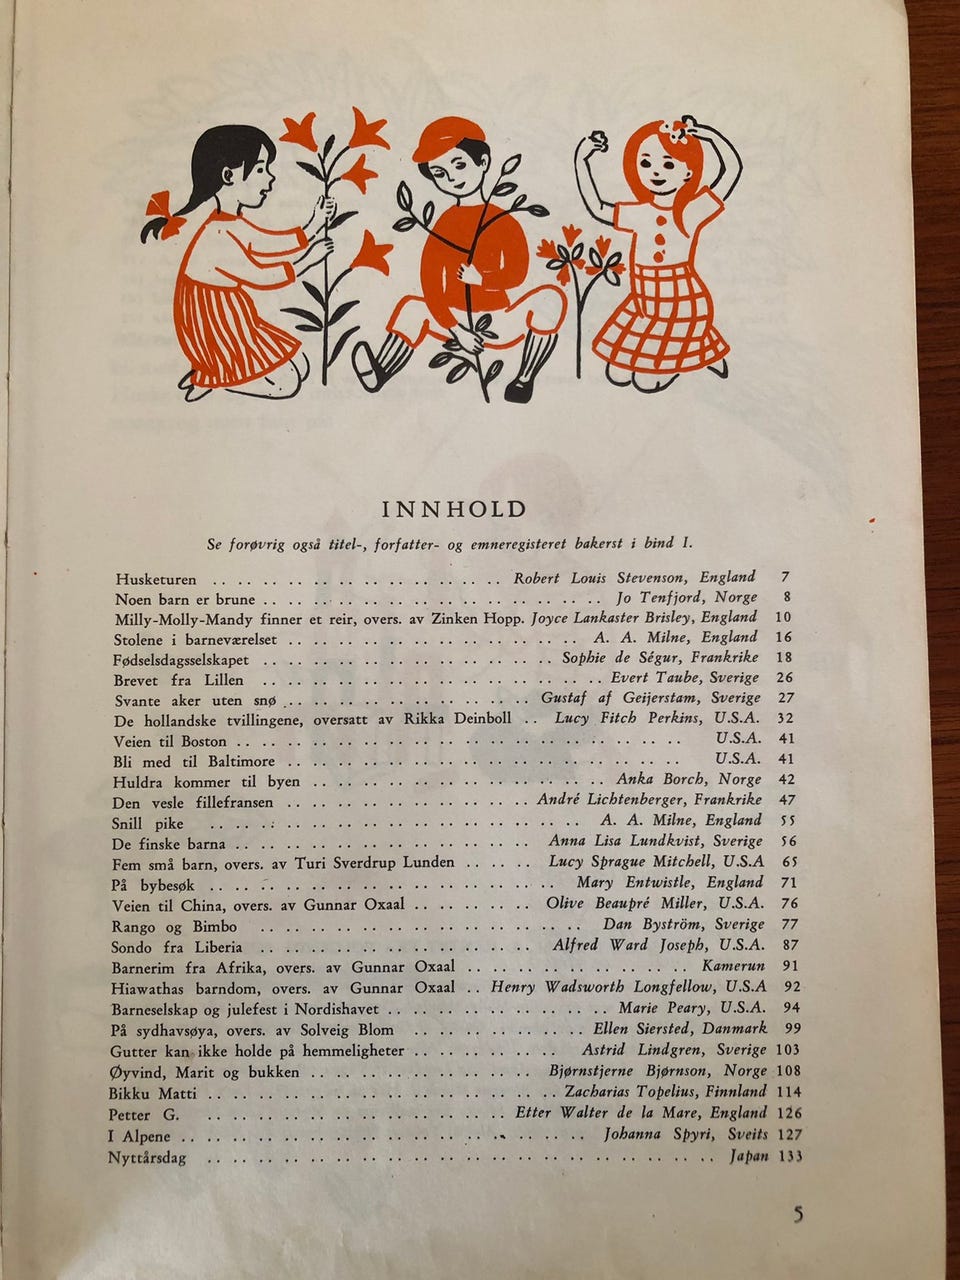 INNHOLD
Se forøvrig også titel-, forfatter- og emneregisteret bakerst i bind I.
Husketuren .................... Robert Louis Stevenson, England 7
Noen barn er brune .................... Jo Tenfjord, Norge 8
Milly-Molly-Mandy finner et reir, overs. av Zinken Hopp. Joyce Lankaster Brisley, England 10
Stolene i barneværelset .................... A. A. Milne, England 16
Fødselsdagsselskapet .................... Sophie de Ségur, Frankrike 18
Brevet fra Lillen .................... Evert Taube, Sverige 26
Svante aker uten snø .................... Gustaf af Geijerstam, Sverige 27
De hollandske tvillingene, oversatt av Rikka Deinboll .. Lucy Fitch Perkins, U.S.A. 32
Veien til Boston .................... U.S.A. 41
Bli med til Baltimore .................... U.S.A. 41
Huldra kommer til byen .................... Anka Borch, Norge 42
Den vesle fillefransen .................... André Lichtenberger, Frankrike 47
Snill pike .................... A. A. Milne, England 55
De finske barna .................... Anna Lisa Lundkvist, Sverige 56
Fem små barn, overs. av Turi Sverdrup Lunden ..... Lucy Sprague Mitchell, U.S.A 65
På bybesøk .................... Mary Entwistle, England 71
Veien til China, overs. av Gunnar Oxaal ......... Olive Beaupré Miller, U.S.A. 76
Rango og Bimbo .................... Dan Byström, Sverige 77
Sondo fra Liberia .................... Alfred Ward Joseph, U.S.A. 87
Barnerim fra Afrika, overs. av Gunnar Oxaal .................... Kamerun 91
Hiawathas barndom, overs. av Gunnar Oxaal .. Henry Wadsworth Longfellow, U.S.A 92
Barneselskap og julefest i Nordishavet .................... Marie Peary, U.S.A. 94
På sydhavsøya, overs. av Solveig Blom ............ Ellen Siersted, Danmark 99
Gutter kan ikke holde på hemmeligheter .......... Astrid Lindgren, Sverige 103
Øyvind, Marit og bukken .................... Bjørnstjerne Bjørnson, Norge 108
Bikku Matti .................... Zacharias Topelius, Finnland 114
Petter G. .................... Etter Walter de la Mare, England 126
I Alpene .................... Johanna Spyri, Sveits 127
Nyttårsdag .................... Japan 133
5